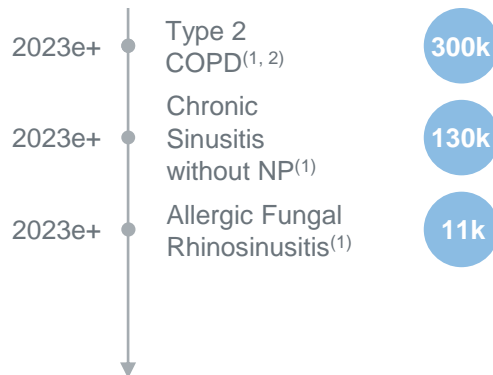 2023e+
Type 2
COPD(1, 2)
300k
2023e+
Chronic
Sinusitis
without NP(1)
130k
2023e+
Allergic Fungal
Rhinosinusitis(1)
11k